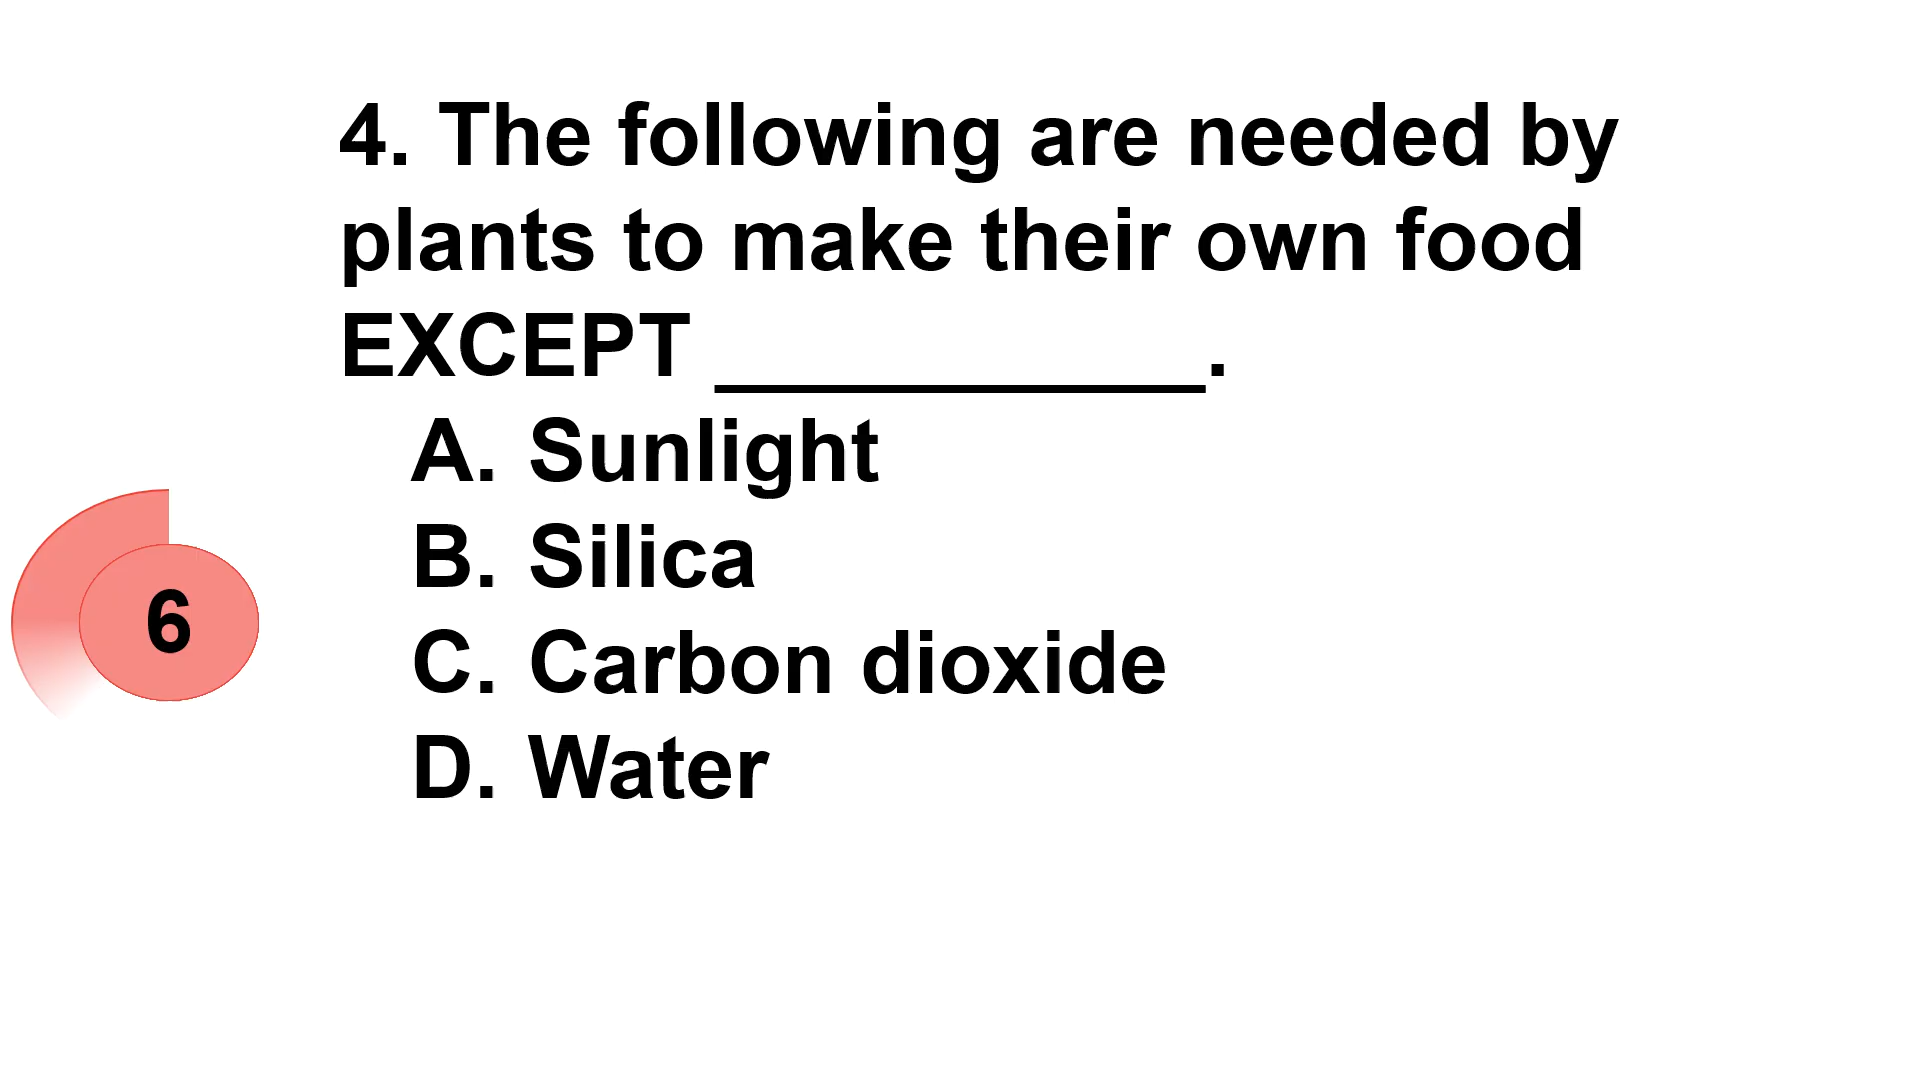 4. The following are needed by
plants to make their own food
EXCEPT ___________.
A. Sunlight
B. Silica
6
C. Carbon dioxide
D. Water